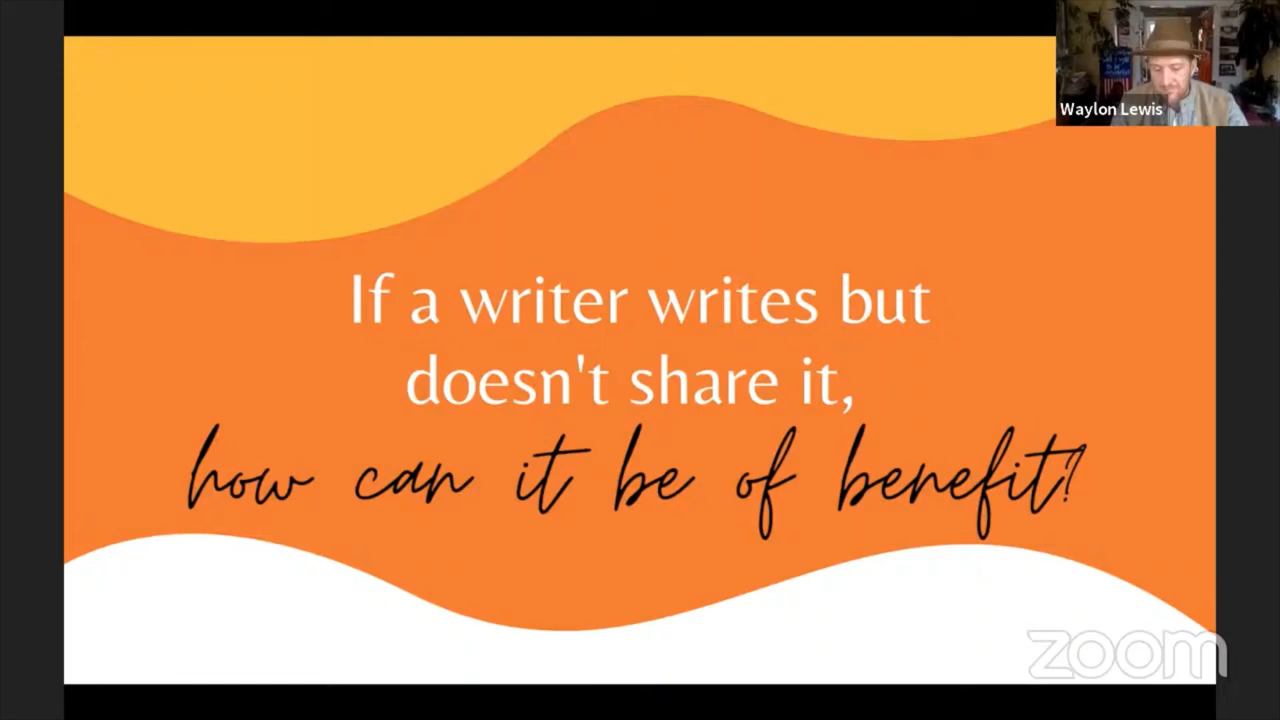 Waylon Lewis
If a writer writes but
doesn't share it,
how can it be of benefit?
zoom